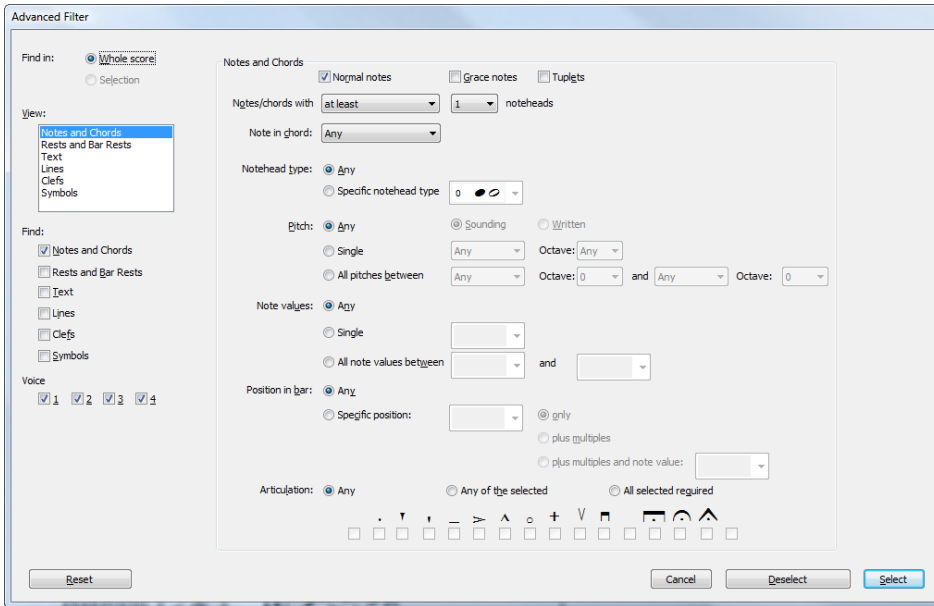 Advanced Filter
Find in:
Whole score
Selection
View:
Notes and Chords
Rests and Bar Rests
Text
Lines
Clefs
Symbols
Find:
Notes and Chords
Rests and Bar Rests
Text
Lines
Clefs
Symbols
Voice
1 2 3 4
Notes and Chords
Normal notes Grace notes Tuplets
Notes/chords with at least 1 noteheads
Note in chord: Any
Notehead type: Any
Specific notehead type 0
Pitch: Any Sounding Written
Single Any Octave: Any
All pitches between Any Octave: 0 and Any Octave: 0
Note values: Any
Single
All note values between and
Position in bar: Any
Specific position: only
plus multiples
plus multiples and note value:
Articulation: Any Any of the selected All selected required
Reset Cancel Deselect Select